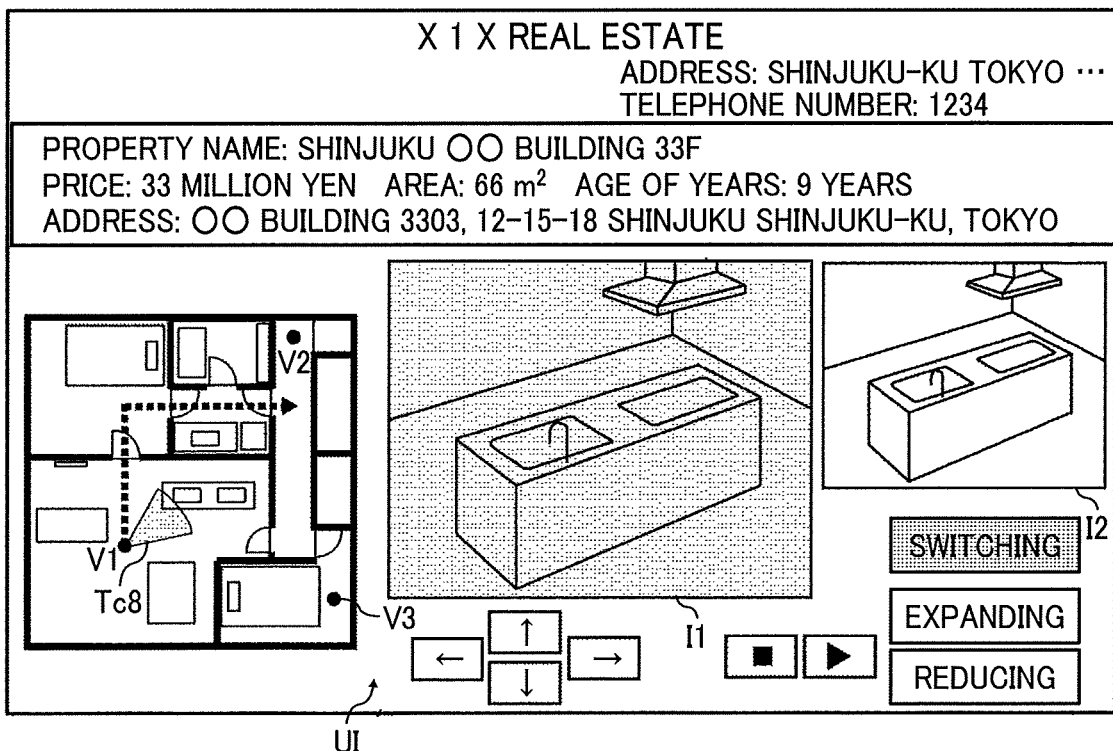 X 1 X REAL ESTATE
ADDRESS: SHINJUKU-KU TOKYO ···
TELEPHONE NUMBER: 1234
PROPERTY NAME: SHINJUKU ○○ BUILDING 33F
PRICE: 33 MILLION YEN AREA: 66 m² AGE OF YEARS: 9 YEARS
ADDRESS: ○○ BUILDING 3303, 12-15-18 SHINJUKU SHINJUKU-KU, TOKYO
V2
V1
Tc8
V3
I1
I2
SWITCHING
EXPANDING
REDUCING
← ↑ ↓ →
■ ▶
UI